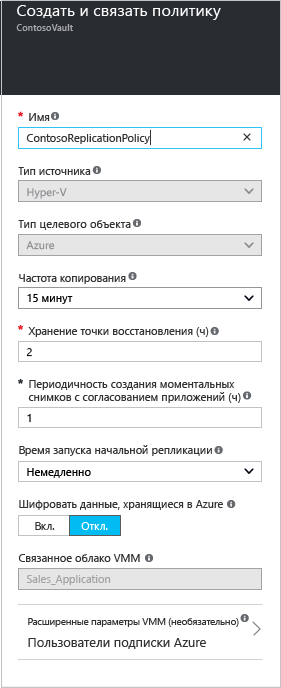 Создать и связать политику
ContosoVault
* Имя
ContosoReplicationPolicy
Тип источника
Hyper-V
Тип целевого объекта
Azure
Частота копирования
15 минут
* Хранение точки восстановления (ч)
2
* Периодичность создания моментальных
снимков с согласованием приложений (ч)
1
Время запуска начальной репликации
Немедленно
Шифровать данные, хранящиеся в Azure
Вкл. Откл.
Связанное облако VMM
Sales_Application
Расширенные параметры VMM (необязательно)
Пользователи подписки Azure